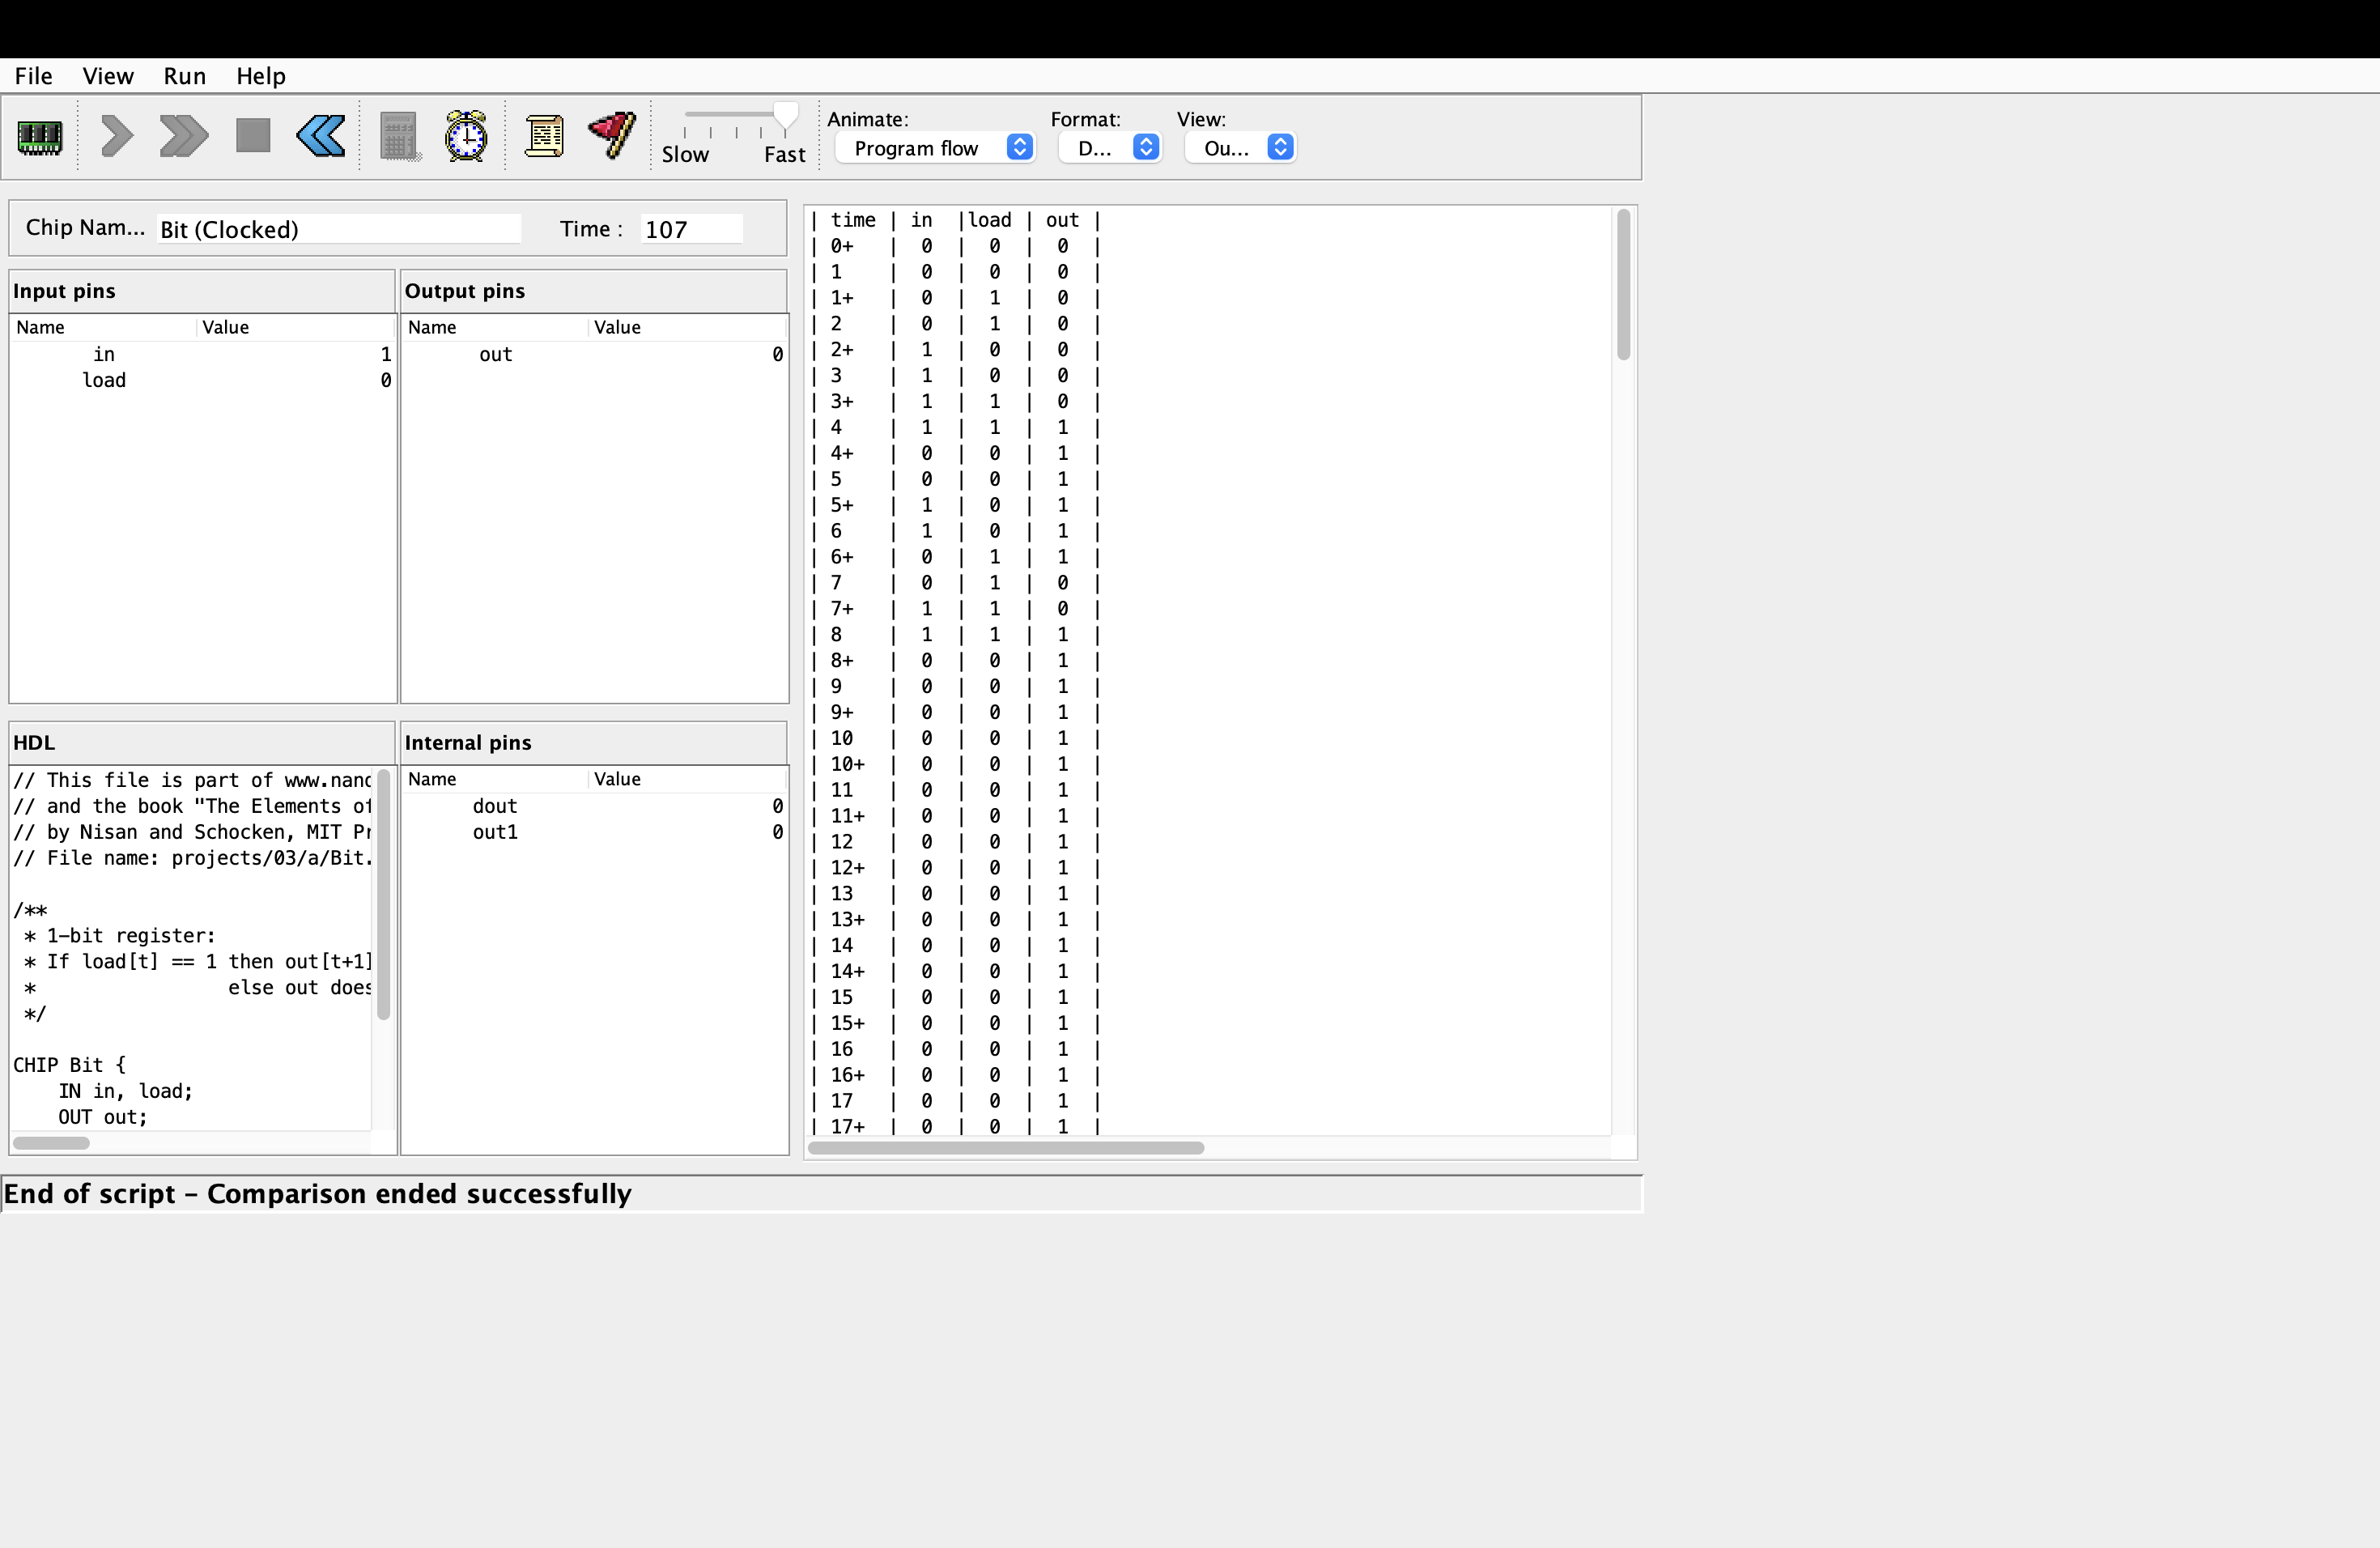 File View Run Help
Animate: Format: View:
Slow Fast Program flow D... Ou...
Chip Nam... Bit (Clocked) Time : 107
Input pins
Name Value
in 1
load 0
Output pins
Name Value
out 0
HDL
// This file is part of www.nand
// and the book "The Elements of
// by Nisan and Schocken, MIT Pr
// File name: projects/03/a/Bit.
/**
* 1-bit register:
* If load[t] == 1 then out[t+1]
* else out does
*/
CHIP Bit {
IN in, load;
OUT out;
Internal pins
Name Value
dout 0
out1 0
| time | in |load | out |
| 0+ | 0 | 0 | 0 |
| 1 | 0 | 0 | 0 |
| 1+ | 0 | 1 | 0 |
| 2 | 0 | 1 | 0 |
| 2+ | 1 | 0 | 0 |
| 3 | 1 | 0 | 0 |
| 3+ | 1 | 1 | 0 |
| 4 | 1 | 1 | 1 |
| 4+ | 0 | 0 | 1 |
| 5 | 0 | 0 | 1 |
| 5+ | 1 | 0 | 1 |
| 6 | 1 | 0 | 1 |
| 6+ | 0 | 1 | 1 |
| 7 | 0 | 1 | 0 |
| 7+ | 1 | 1 | 0 |
| 8 | 1 | 1 | 1 |
| 8+ | 0 | 0 | 1 |
| 9 | 0 | 0 | 1 |
| 9+ | 0 | 0 | 1 |
| 10 | 0 | 0 | 1 |
| 10+ | 0 | 0 | 1 |
| 11 | 0 | 0 | 1 |
| 11+ | 0 | 0 | 1 |
| 12 | 0 | 0 | 1 |
| 12+ | 0 | 0 | 1 |
| 13 | 0 | 0 | 1 |
| 13+ | 0 | 0 | 1 |
| 14 | 0 | 0 | 1 |
| 14+ | 0 | 0 | 1 |
| 15 | 0 | 0 | 1 |
| 15+ | 0 | 0 | 1 |
| 16 | 0 | 0 | 1 |
| 16+ | 0 | 0 | 1 |
| 17 | 0 | 0 | 1 |
| 17+ | 0 | 0 | 1 |
End of script – Comparison ended successfully